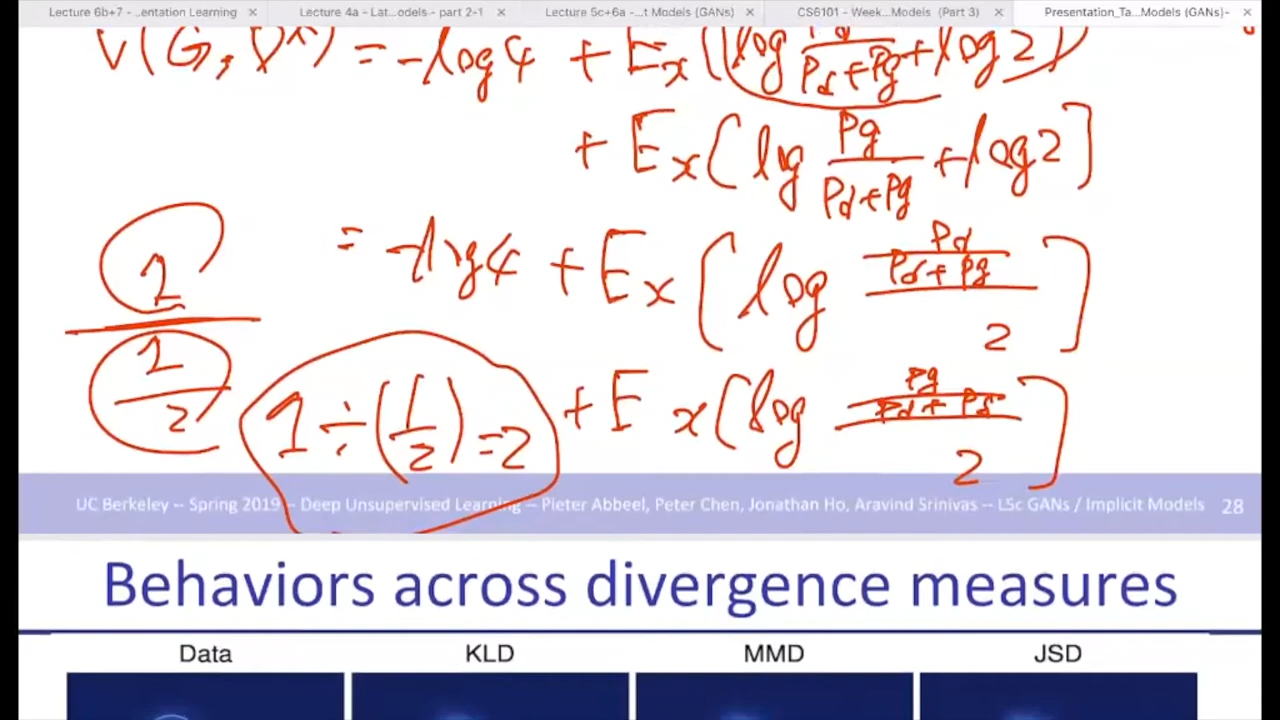 Lecture 6b+7 - ..entation Learning × Lecture 4a - Lat...odels - part 2-1 × Lecture 5c+6a -...t Models (GANs) × CS6101 - Week...Models (Part 3) × Presentation_Ta...Models (GANs)- ×
V(G, D*) = -log4 + Ex(log Pd/(Pd+Pg) + log2)
+ Ex[log Pg/(Pd+Pg) + log2]
= -log4 + Ex[log (Pd/(Pd+Pg))/2]
1/(1/2)
1 ÷ (1/2) = 2
+ Ex[log (Pg/(Pd+Pg))/2]
UC Berkeley -- Spring 2019 -- Deep Unsupervised Learning -- Pieter Abbeel, Peter Chen, Jonathan Ho, Aravind Srinivas -- L5c GANs / Implicit Models 28
Behaviors across divergence measures
Data KLD MMD JSD